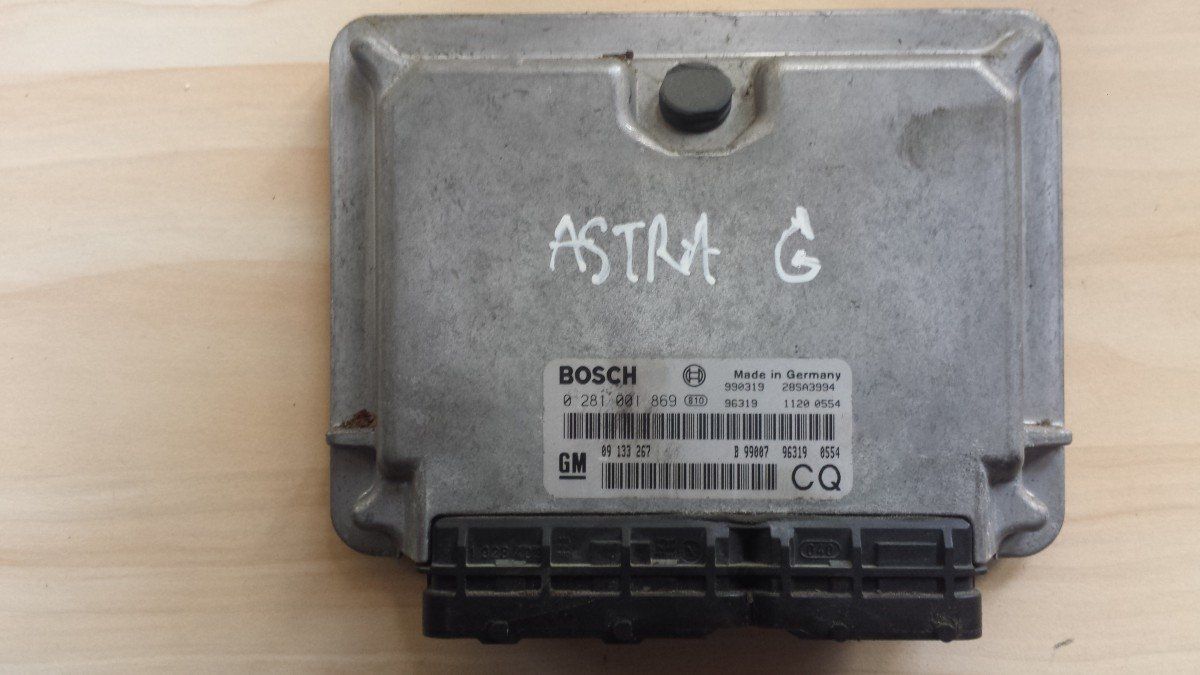 ASTRA G
BOSCH Made in Germany
990319 28SA3994
0 281 001 869 810 96319 1120 0554
09 133 267 B 99007 96319 0554
GM CQ